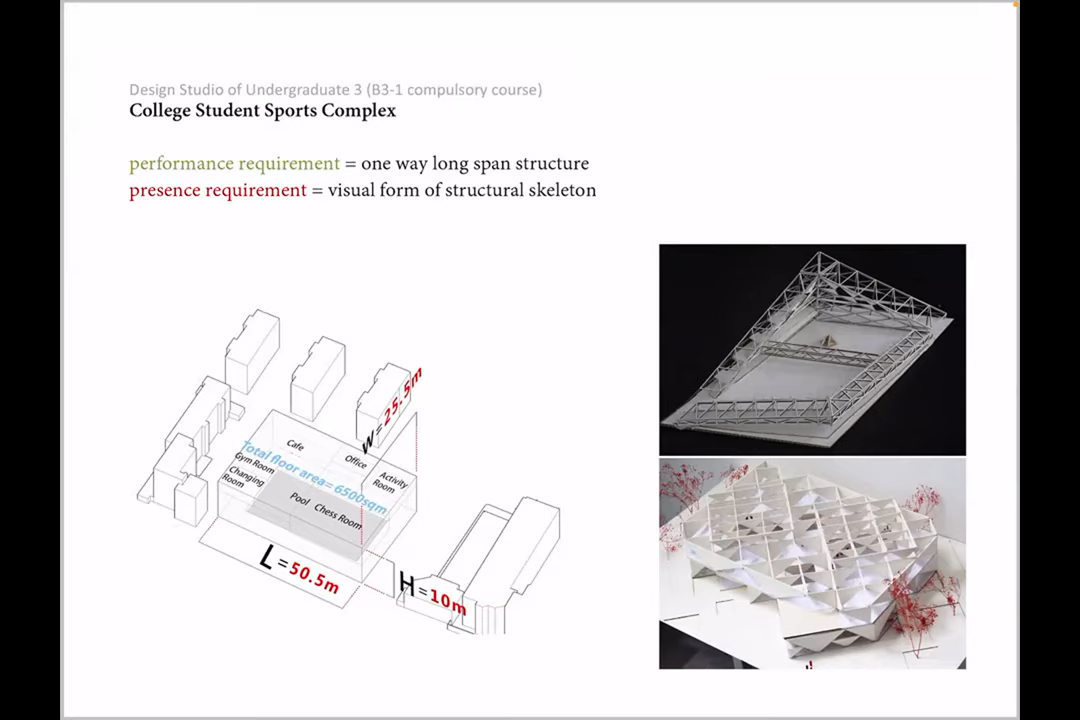 Design Studio of Undergraduate 3 (B3-1 compulsory course)
College Student Sports Complex
performance requirement = one way long span structure
presence requirement = visual form of structural skeleton
W=25.5m
Cafe
Office
Activity
Room
Total floor area= 6500sqm
Gym Room
Changing
Room
Pool
Chess Room
L=50.5m
H=10m